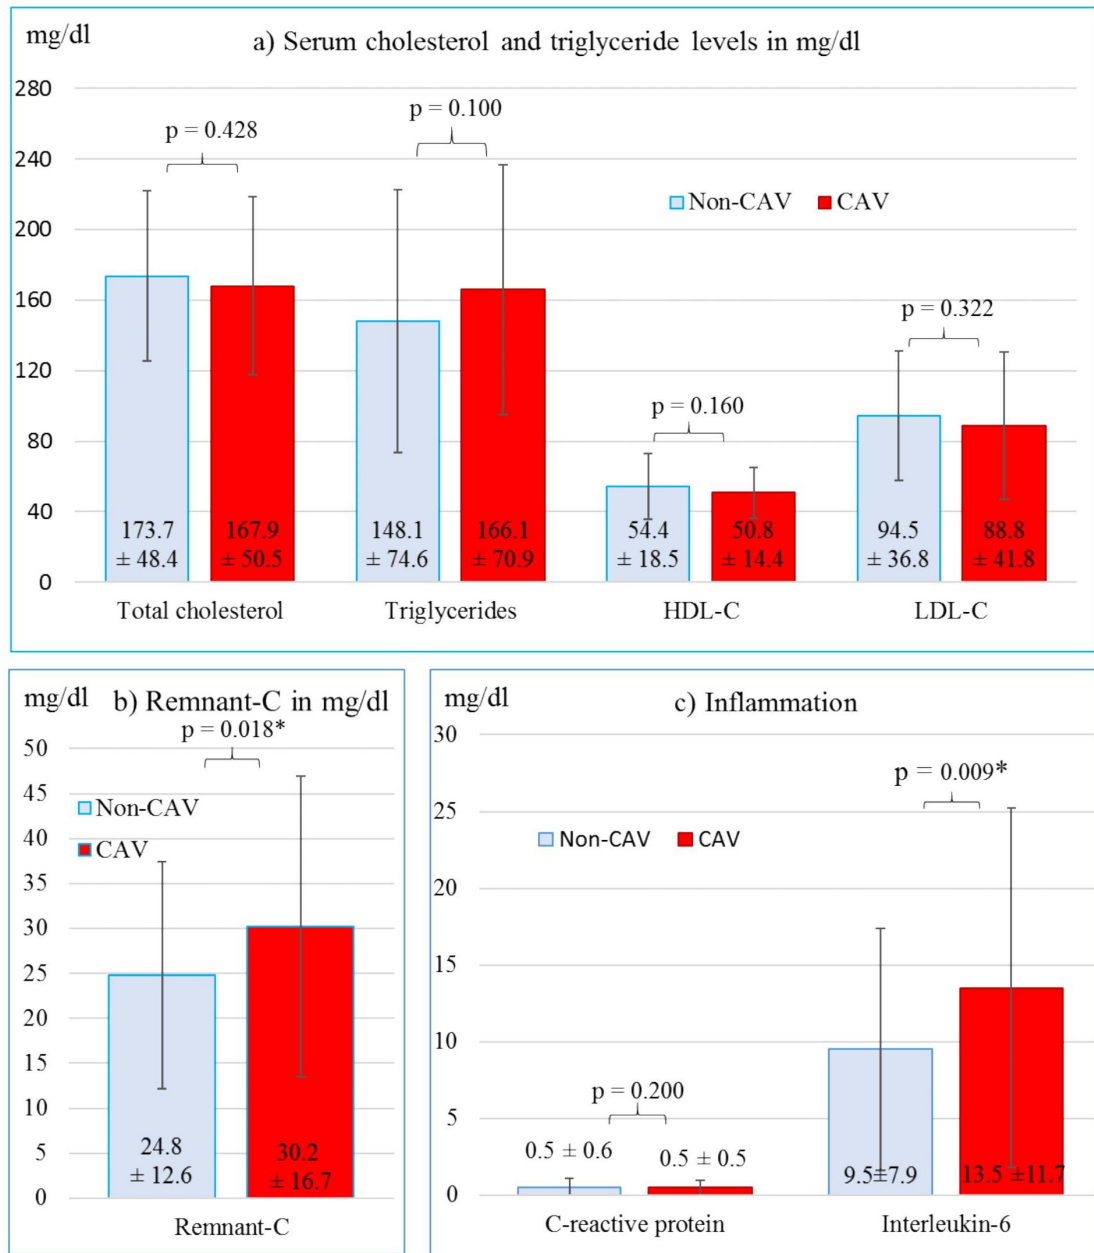 mg/dl
a) Serum cholesterol and triglyceride levels in mg/dl
280
240
200
160
120
80
40
0
p = 0.428
p = 0.100
p = 0.160
p = 0.322
Non-CAV
CAV
173.7
± 48.4
167.9
± 50.5
148.1
± 74.6
166.1
± 70.9
54.4
± 18.5
50.8
± 14.4
94.5
± 36.8
88.8
± 41.8
Total cholesterol
Triglycerides
HDL-C
LDL-C
mg/dl
b) Remnant-C in mg/dl
p = 0.018*
50
45
40
35
30
25
20
15
10
5
0
Non-CAV
CAV
24.8
± 12.6
30.2
± 16.7
Remnant-C
mg/dl
c) Inflammation
30
25
20
15
10
5
0
p = 0.009*
Non-CAV
CAV
p = 0.200
0.5 ± 0.6
0.5 ± 0.5
9.5±7.9
13.5 ±11.7
C-reactive protein
Interleukin-6